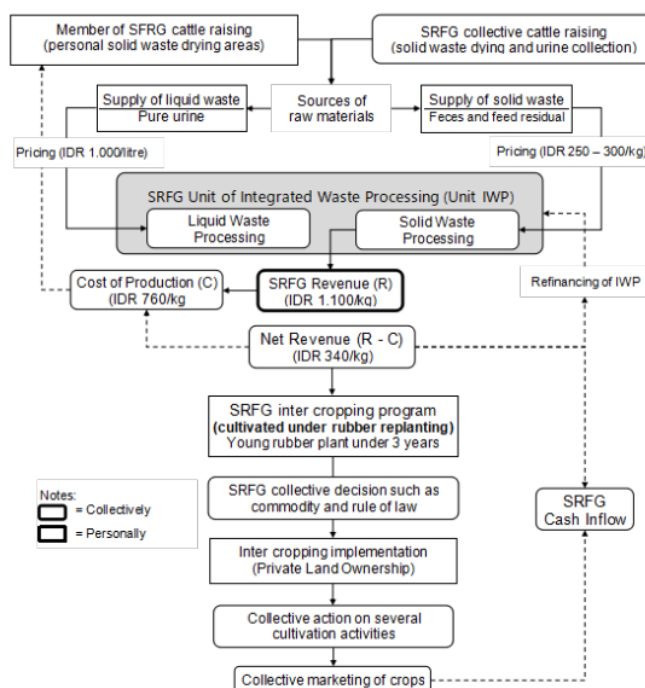 Member of SFRG cattle raising
(personal solid waste drying areas)
SRFG collective cattle raising
(solid waste dying and urine collection)
Supply of liquid waste
Pure urine
Sources of
raw materials
Supply of solid waste
Feces and feed residual
Pricing (IDR 1.000/litre)
Pricing (IDR 250 – 300/kg)
SRFG Unit of Integrated Waste Processing (Unit IWP)
Liquid Waste
Processing
Solid Waste
Processing
Cost of Production (C)
(IDR 760/kg
SRFG Revenue (R)
(IDR 1.100/kg)
Refinancing of IWP
Net Revenue (R - C)
(IDR 340/kg)
SRFG inter cropping program
(cultivated under rubber replanting)
Young rubber plant under 3 years
Notes:
= Collectively
= Personally
SRFG collective decision such as
commodity and rule of law
SRFG
Cash Inflow
Inter cropping implementation
(Private Land Ownership)
Collective action on several
cultivation activities
Collective marketing of crops